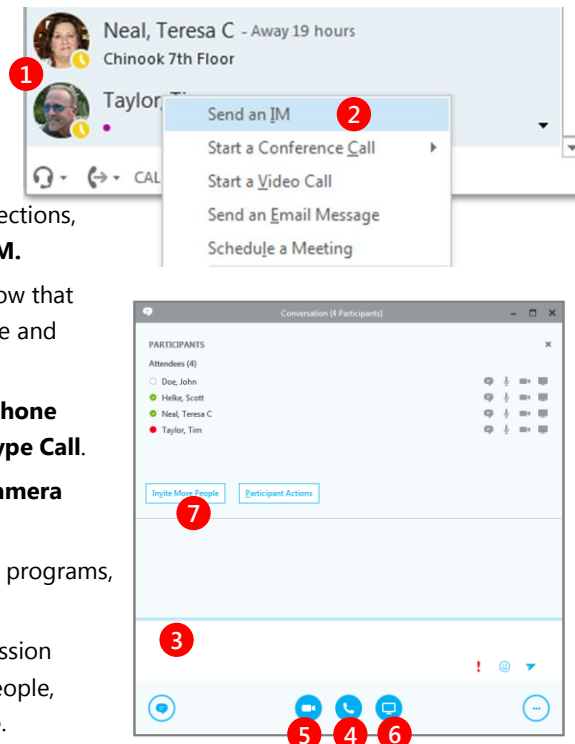 Neal, Teresa C - Away 19 hours
Chinook 7th Floor
1
Taylor,
Send an IM 2
Start a Conference Call
Start a Video Call
Send an Email Message
Schedule a Meeting
CAL
ections,
M.
ow that
e and
hone
ype Call.
amera
programs,
ssion
eople,
.
Conversation (4 Participants)
PARTICIPANTS
Attendees (4)
Doe, John
Helke, Scott
Neal, Teresa C
Taylor, Tim
Invite More People Participant Actions
7
3
!
5 4 6